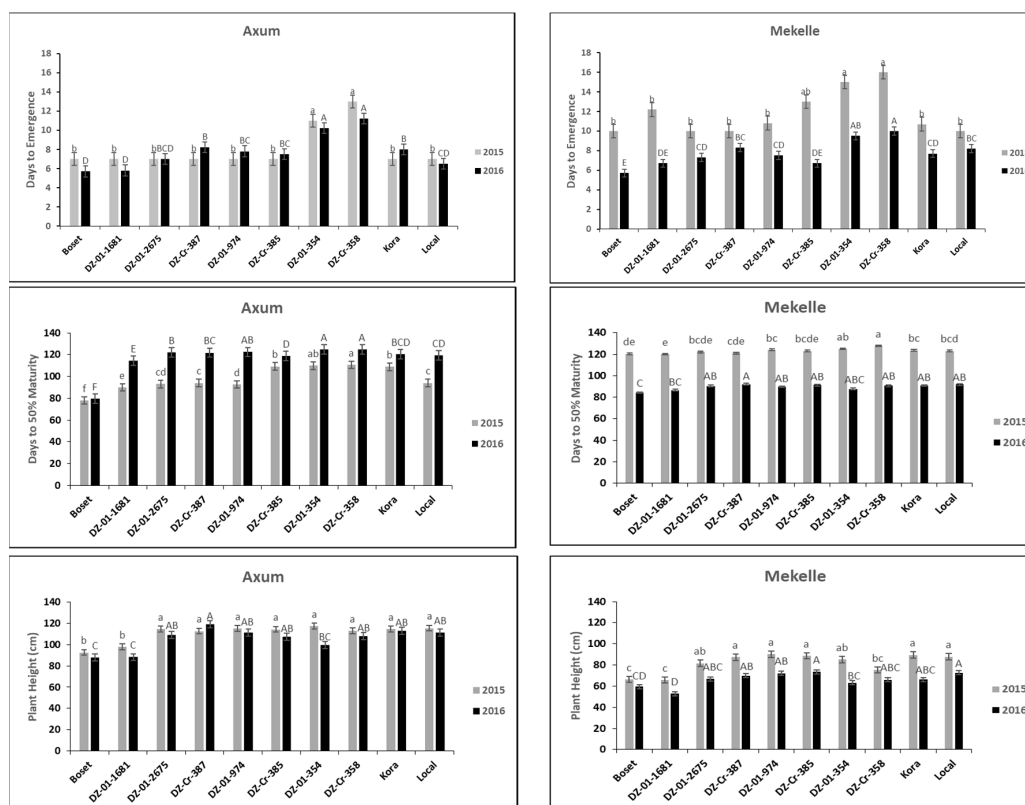 Axum
Days to Emergence
18
16
14
12
10
8
6
4
2
0
b D b D b BCD b B b BC b BC a A a A b B b CD
Boset DZ-01-1681 DZ-01-2675 DZ-Cr-387 DZ-01-974 DZ-Cr-385 DZ-01-354 DZ-Cr-358 Kora Local
2015
2016
Mekelle
Days to Emergence
18
16
14
12
10
8
6
4
2
0
b E b DE b CD b BC b CD ab DE a AB a A b CD b BC
Boset DZ-01-1681 DZ-01-2675 DZ-Cr-387 DZ-01-974 DZ-Cr-385 DZ-01-354 DZ-Cr-358 Kora Local
Axum
Days to 50% Maturity
140
120
100
80
60
40
20
0
f F e E cd B c BC d AB b D ab A a A b BCD c CD
Boset DZ-01-1681 DZ-01-2675 DZ-Cr-387 DZ-01-974 DZ-Cr-385 DZ-01-354 DZ-Cr-358 Kora Local
2015
2016
Mekelle
Days to 50% Maturity
140
120
100
80
60
40
20
0
de C e BC bcde AB cde A bc AB bcde AB ab ABC a AB bc AB bcd AB
Boset DZ-01-1681 DZ-01-2675 DZ-Cr-387 DZ-01-974 DZ-Cr-385 DZ-01-354 DZ-Cr-358 Kora Local
2015
2016
Axum
Plant Height (cm)
140
120
100
80
60
40
20
0
b C b C a AB a A a AB a AB a BC a AB a AB a AB
Boset DZ-01-1681 DZ-01-2675 DZ-Cr-387 DZ-01-974 DZ-Cr-385 DZ-01-354 DZ-Cr-358 Kora Local
2015
2016
Mekelle
Plant Height (cm)
140
120
100
80
60
40
20
0
c CD c D ab ABC a AB a AB a A ab BC bc ABC a ABC a A
Boset DZ-01-1681 DZ-01-2675 DZ-Cr-387 DZ-01-974 DZ-Cr-385 DZ-01-354 DZ-Cr-358 Kora Local
2015
2016